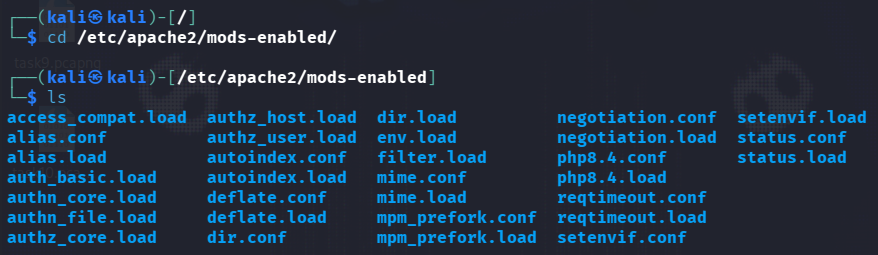 ┌──(kali㉿kali)-[/]
└─$ cd /etc/apache2/mods-enabled/
┌──(kali㉿kali)-[/etc/apache2/mods-enabled]
└─$ ls
access_compat.load authz_host.load dir.load negotiation.conf setenvif.load
alias.conf authz_user.load env.load negotiation.load status.conf
alias.load autoindex.conf filter.load php8.4.conf status.load
auth_basic.load autoindex.load mime.conf php8.4.load
authn_core.load deflate.conf mime.load reqtimeout.conf
authn_file.load deflate.load mpm_prefork.conf reqtimeout.load
authz_core.load dir.conf mpm_prefork.load setenvif.conf
task9.pcapng